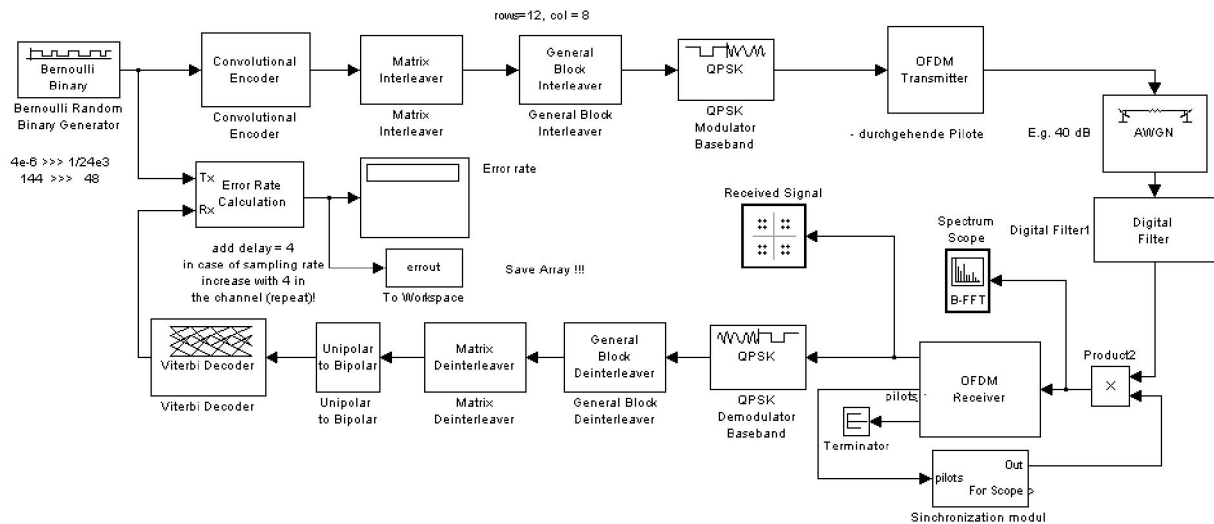 rows=12, col = 8
Bernoulli
Binary
Bernoulli Random
Binary Generator
Convolutional
Encoder
Convolutional
Encoder
Matrix
Interleaver
Matrix
Interleaver
General
Block
Interleaver
General Block
Interleaver
QPSK
QPSK
Modulator
Baseband
OFDM
Transmitter
- durchgehende Pilote
E.g. 40 dB
AWGN
4e-6 >>> 1/24e3
144 >>> 48
Tx
Rx
Error Rate
Calculation
Error rate
add delay = 4
in case of sampling rate
increase with 4 in
the channel (repeat)!
errout
To Workspace
Save Array !!!
Received Signal
Spectrum
Scope
B-FFT
Digital Filter1
Digital
Filter
Viterbi Decoder
Viterbi Decoder
Unipolar
to Bipolar
Unipolar
to Bipolar
Matrix
Deinterleaver
Matrix
Deinterleaver
General
Block
Deinterleaver
General Block
Deinterleaver
QPSK
QPSK
Demodulator
Baseband
OFDM
Receiver
pilots
Product2
×
Terminator
pilots
Out
For Scope
Sinchronization modul